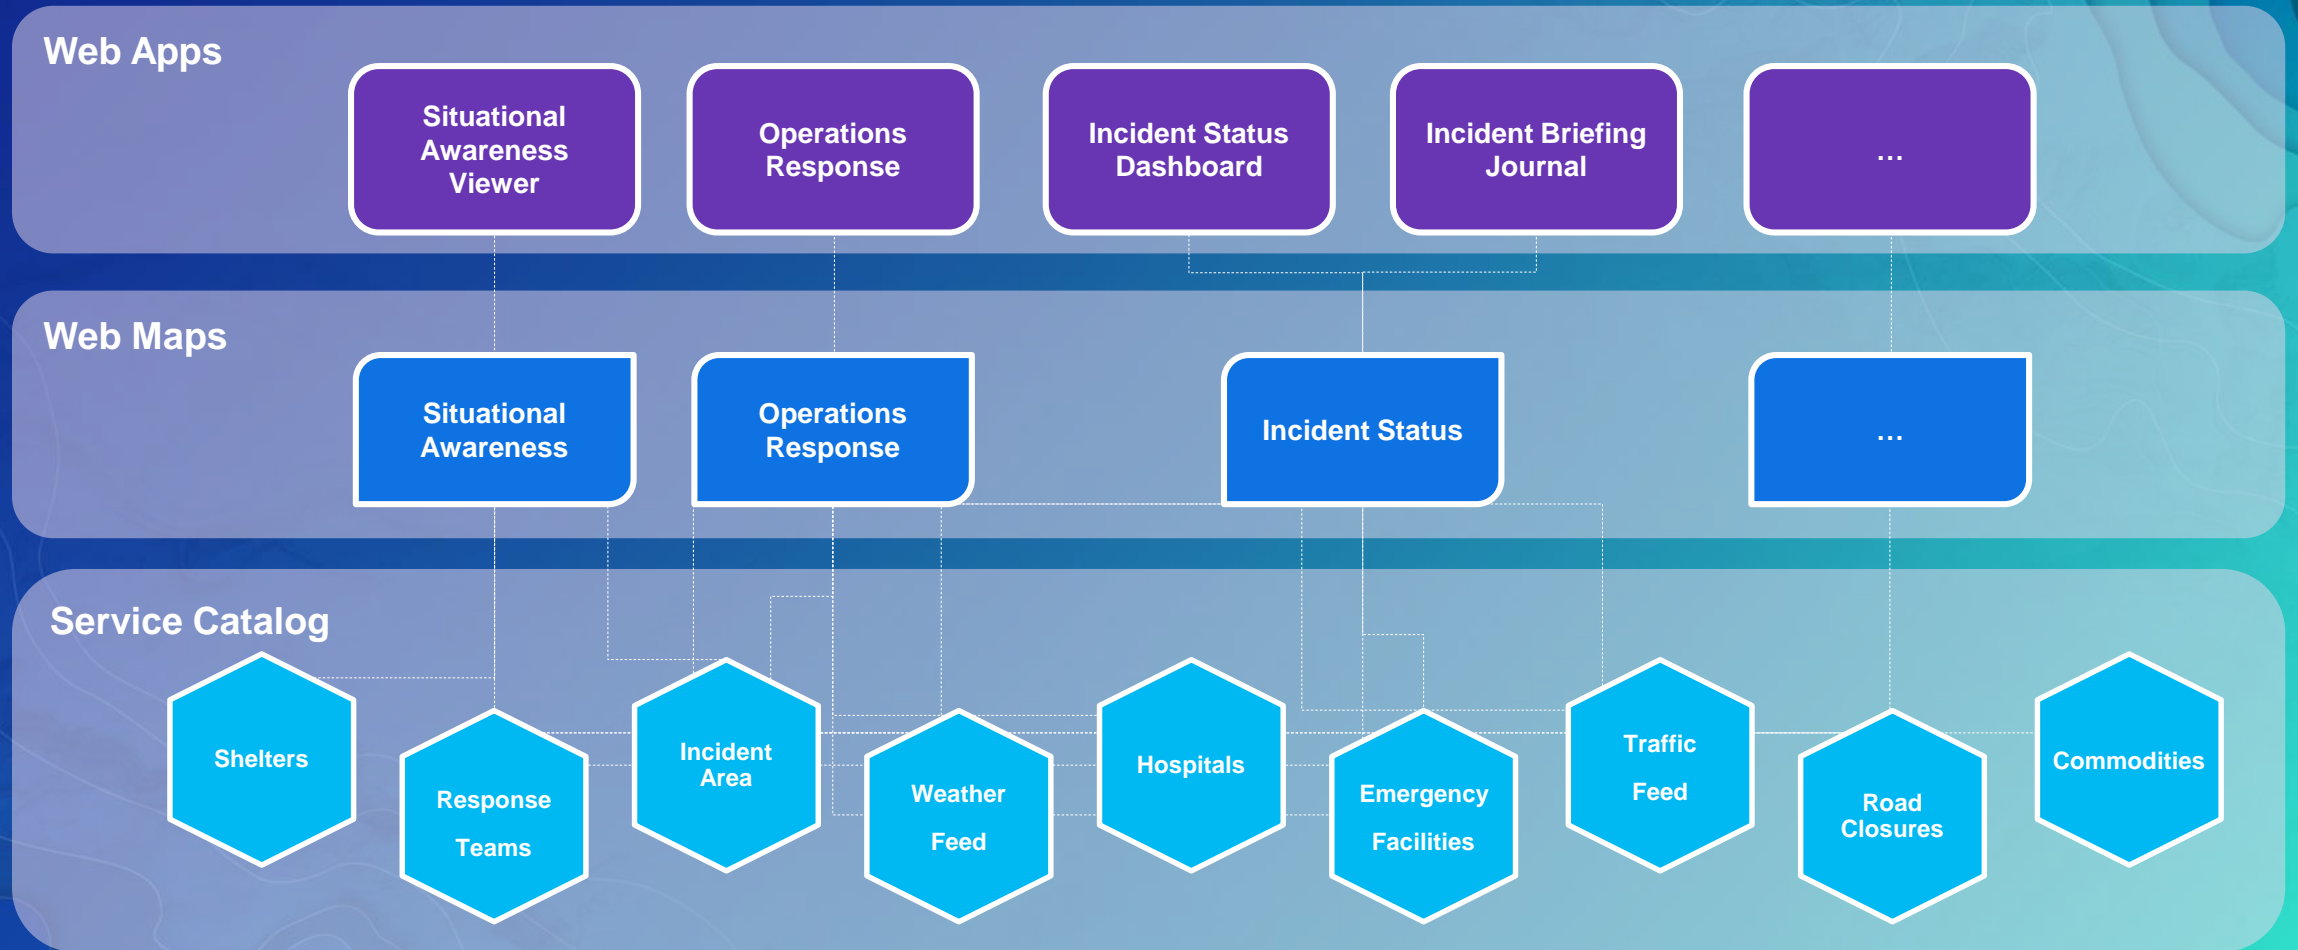 Web Apps
Situational
Awareness
Viewer
Operations
Response
Incident Status
Dashboard
Incident Briefing
Journal
...
Web Maps
Situational
Awareness
Operations
Response
Incident Status
...
Service Catalog
Shelters
Response
Teams
Incident
Area
Weather
Feed
Hospitals
Emergency
Facilities
Traffic
Feed
Road
Closures
Commodities